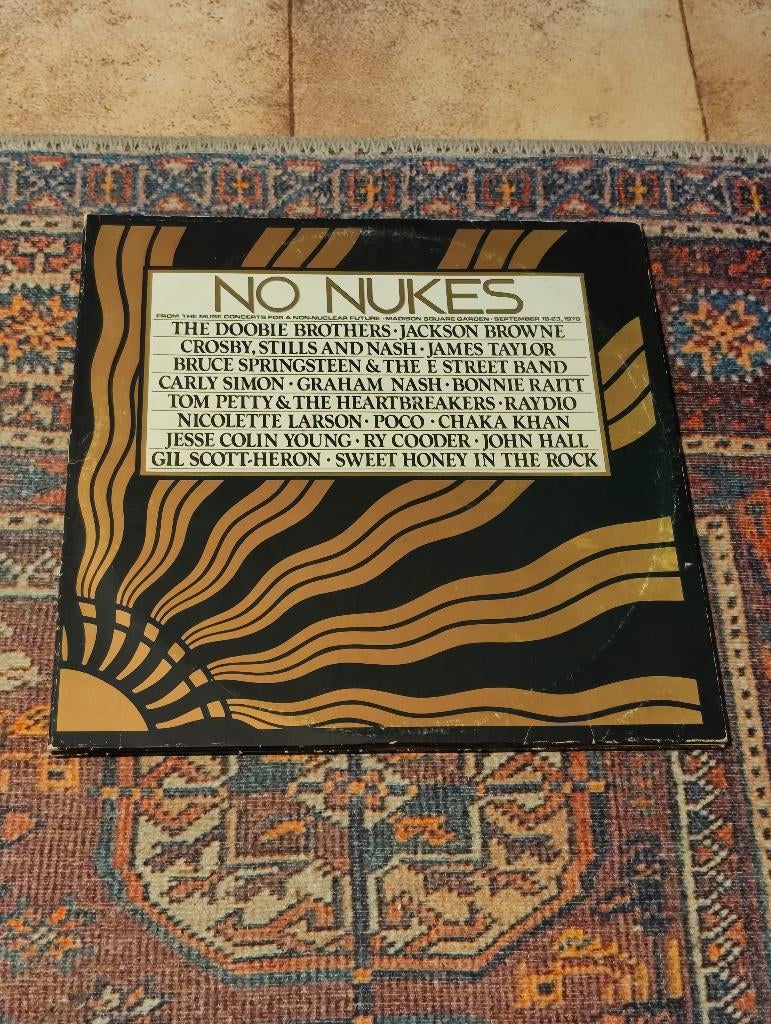 NO NUKES
FROM THE MUSE CONCERTS FOR A NON-NUCLEAR FUTURE · MADISON SQUARE GARDEN · SEPTEMBER 19-23, 1979
THE DOOBIE BROTHERS · JACKSON BROWNE
CROSBY, STILLS AND NASH · JAMES TAYLOR
BRUCE SPRINGSTEEN & THE E STREET BAND
CARLY SIMON · GRAHAM NASH · BONNIE RAITT
TOM PETTY & THE HEARTBREAKERS · RAYDIO
NICOLETTE LARSON · POCO · CHAKA KHAN
JESSE COLIN YOUNG · RY COODER · JOHN HALL
GIL SCOTT-HERON · SWEET HONEY IN THE ROCK